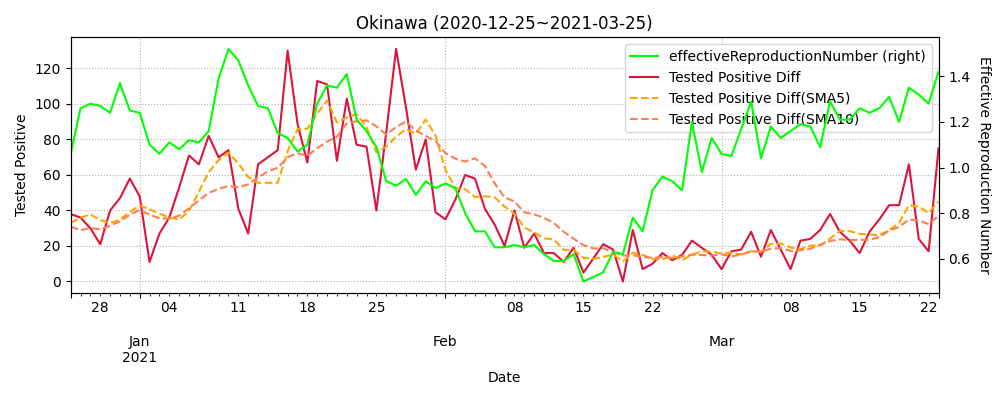 Okinawa (2020-12-25~2021-03-25)
effectiveReproductionNumber (right)
Tested Positive Diff
Tested Positive Diff(SMA5)
Tested Positive Diff(SMA10)
Tested Positive
120
100
80
60
40
20
0
Effective Reproduction Number
1.4
1.2
1.0
0.8
0.6
28 04 11 18 25 08 15 22 08 15 22
Jan Feb Mar
2021
Date